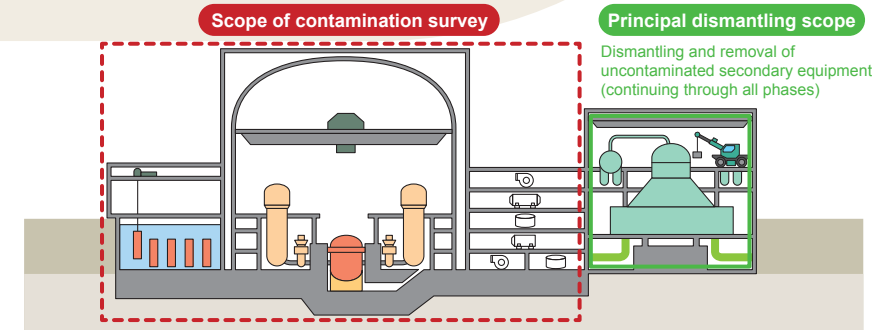 Scope of contamination survey
Principal dismantling scope
Dismantling and removal of
uncontaminated secondary equipment
(continuing through all phases)